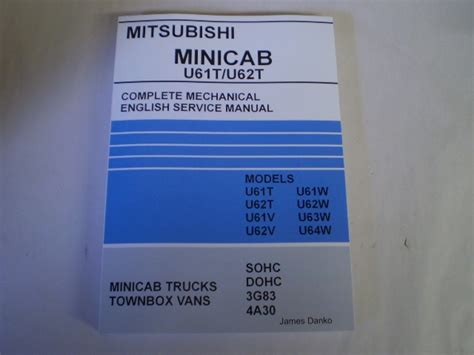 MITSUBISHI
MINICAB
U61T/U62T
COMPLETE MECHANICAL
ENGLISH SERVICE MANUAL
MODELS
U61T U61W
U62T U62W
U61V U63W
U62V U64W
SOHC
DOHC
3G83
4A30
MINICAB TRUCKS
TOWNBOX VANS
James Danko